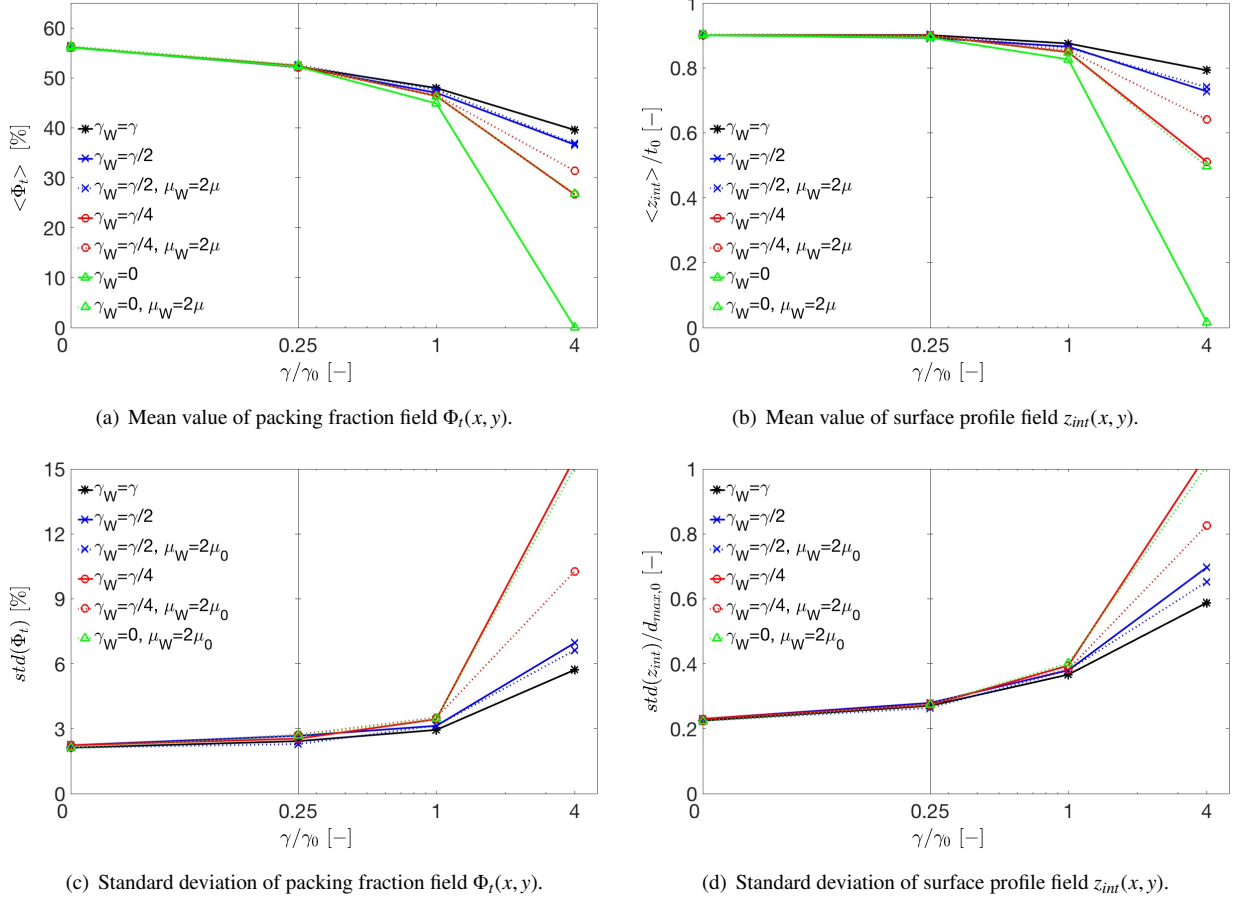 60
50
40
30
20
10
0
<Φt> [%]
γW=γ
γW=γ/2
γW=γ/2, μW=2μ
γW=γ/4
γW=γ/4, μW=2μ
γW=0
γW=0, μW=2μ
0 0.25 1 4
γ/γ0 [−]
(a) Mean value of packing fraction field Φt(x, y).
1
0.8
0.6
0.4
0.2
0
<zint>/t0 [−]
γW=γ
γW=γ/2
γW=γ/2, μW=2μ
γW=γ/4
γW=γ/4, μW=2μ
γW=0
γW=0, μW=2μ
0 0.25 1 4
γ/γ0 [−]
(b) Mean value of surface profile field zint(x, y).
15
12
9
6
3
0
std(Φt) [%]
γW=γ
γW=γ/2
γW=γ/2, μW=2μ0
γW=γ/4
γW=γ/4, μW=2μ0
γW=0, μW=2μ0
0 0.25 1 4
γ/γ0 [−]
(c) Standard deviation of packing fraction field Φt(x, y).
1
0.8
0.6
0.4
0.2
0
std(zint)/dmax,0 [−]
γW=γ
γW=γ/2
γW=γ/2, μW=2μ0
γW=γ/4
γW=γ/4, μW=2μ0
γW=0, μW=2μ0
0 0.25 1 4
γ/γ0 [−]
(d) Standard deviation of surface profile field zint(x, y).